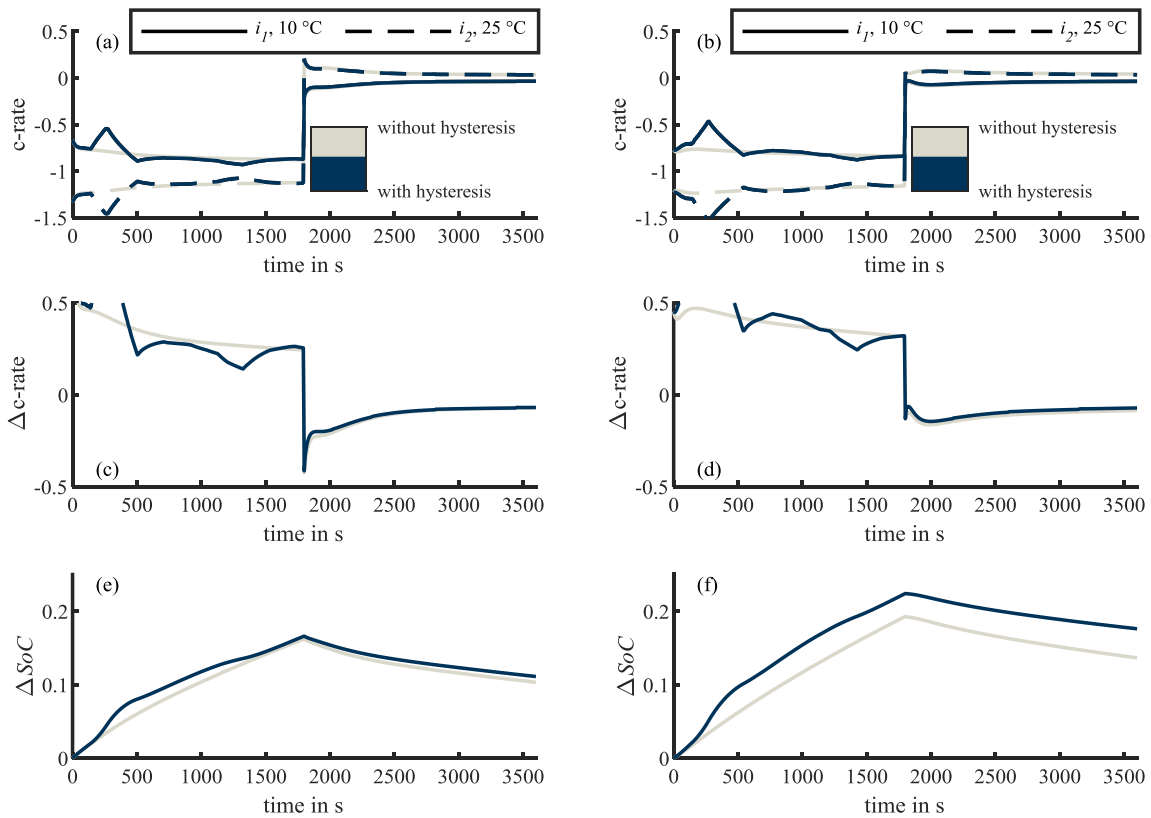 i1, 10 °C i2, 25 °C
(a)
0.5
0
-0.5
-1
-1.5
c-rate
without hysteresis
with hysteresis
0 500 1000 1500 2000 2500 3000 3500
time in s
i1, 10 °C i2, 25 °C
(b)
0.5
0
-0.5
-1
-1.5
c-rate
without hysteresis
with hysteresis
0 500 1000 1500 2000 2500 3000 3500
time in s
0.5
0
-0.5
Δc-rate
(c)
0 500 1000 1500 2000 2500 3000 3500
time in s
0.5
0
-0.5
Δc-rate
(d)
0 500 1000 1500 2000 2500 3000 3500
time in s
(e)
0.2
0.1
0
ΔSoC
0 500 1000 1500 2000 2500 3000 3500
time in s
(f)
0.2
0.1
0
ΔSoC
0 500 1000 1500 2000 2500 3000 3500
time in s